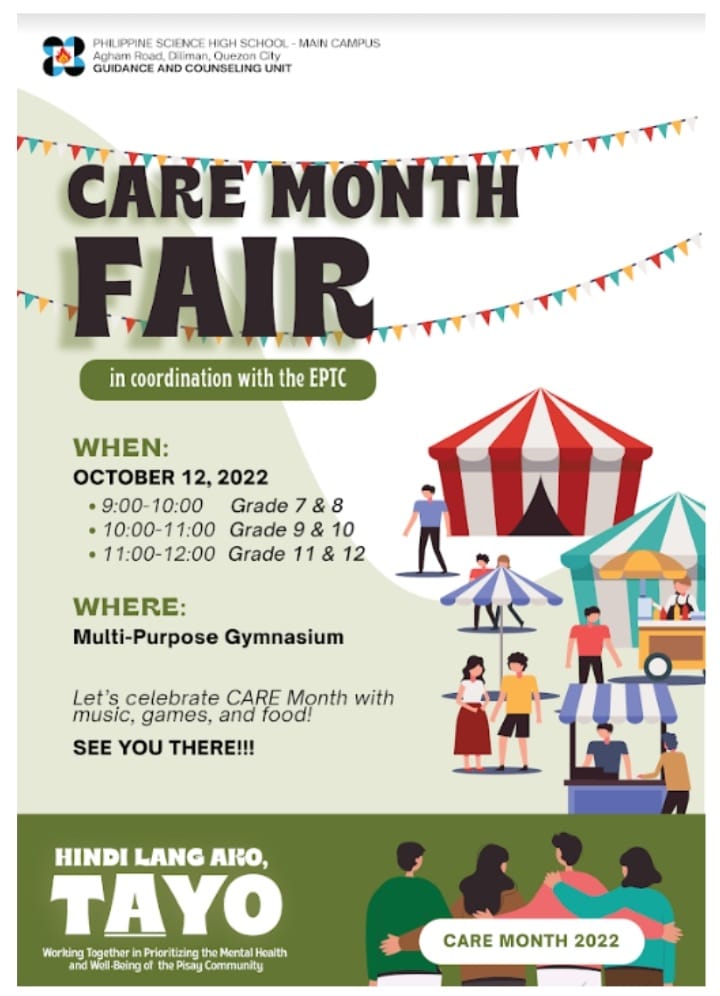 PHILIPPINE SCIENCE HIGH SCHOOL - MAIN CAMPUS
Agham Road, Diliman, Quezon City
GUIDANCE AND COUNSELING UNIT
CARE MONTH
FAIR
in coordination with the EPTC
WHEN:
OCTOBER 12, 2022
• 9:00-10:00 Grade 7 & 8
• 10:00-11:00 Grade 9 & 10
• 11:00-12:00 Grade 11 & 12
WHERE:
Multi-Purpose Gymnasium
Let's celebrate CARE Month with
music, games, and food!
SEE YOU THERE!!!
HINDI LANG AKO,
TAYO
Working Together in Prioritizing the Mental Health
and Well-Being of the Pisay Community
CARE MONTH 2022